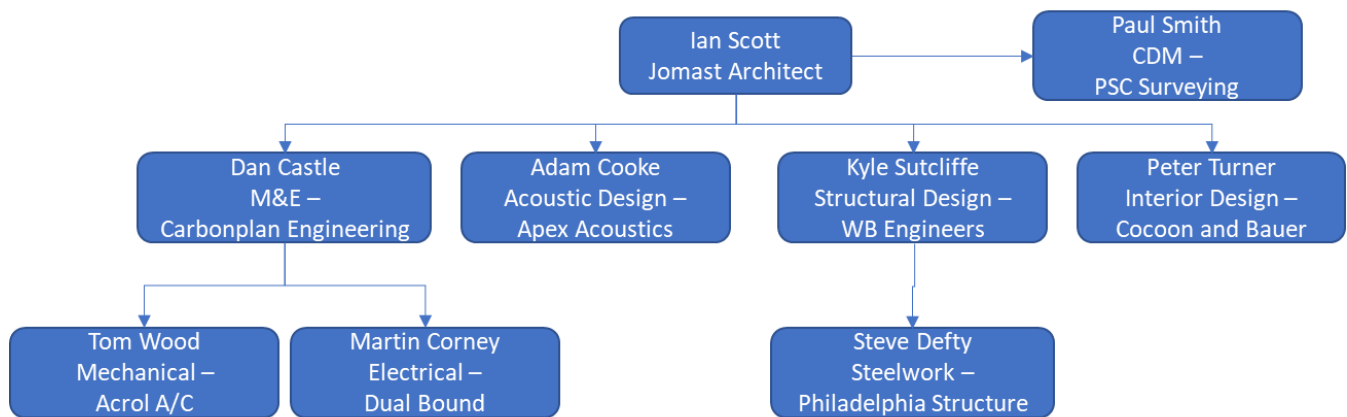 Ian Scott
Jomast Architect
Paul Smith
CDM –
PSC Surveying
Dan Castle
M&E –
Carbonplan Engineering
Adam Cooke
Acoustic Design –
Apex Acoustics
Kyle Sutcliffe
Structural Design –
WB Engineers
Peter Turner
Interior Design –
Cocoon and Bauer
Tom Wood
Mechanical –
Acrol A/C
Martin Corney
Electrical –
Dual Bound
Steve Defty
Steelwork –
Philadelphia Structure